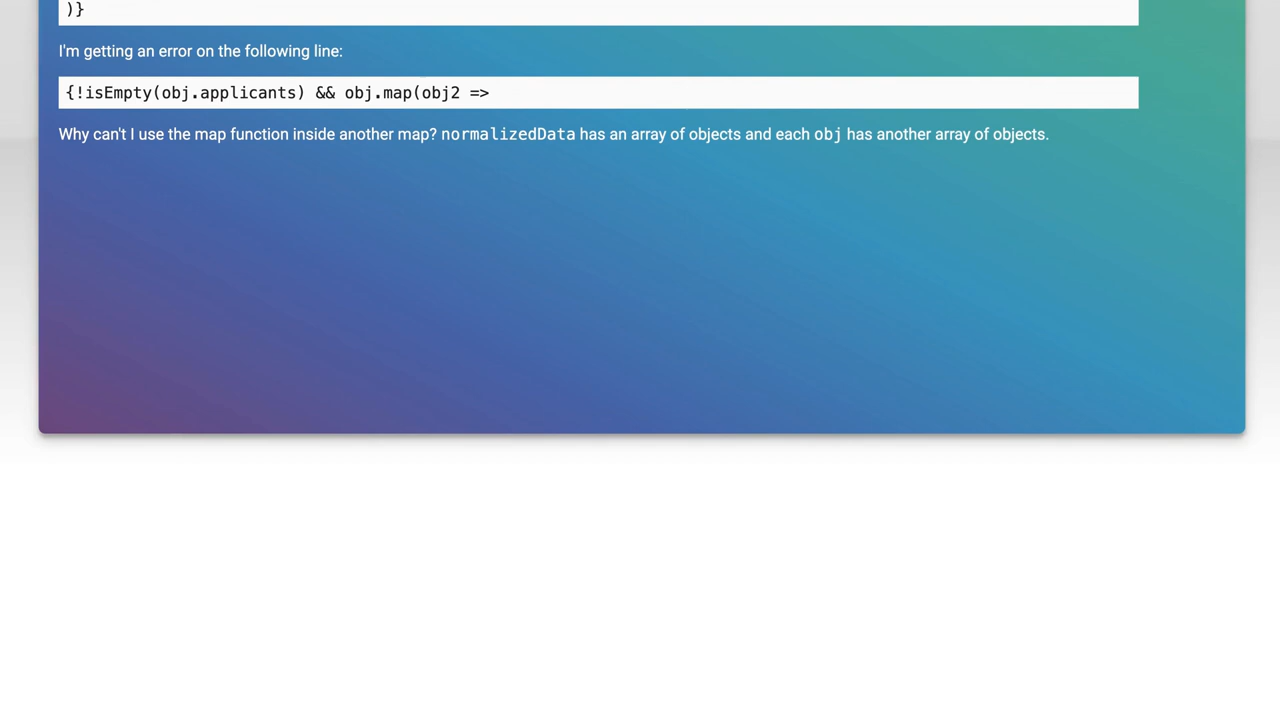 )}
I'm getting an error on the following line:
{!isEmpty(obj.applicants) && obj.map(obj2 =>
Why can't I use the map function inside another map? normalizedData has an array of objects and each obj has another array of objects.